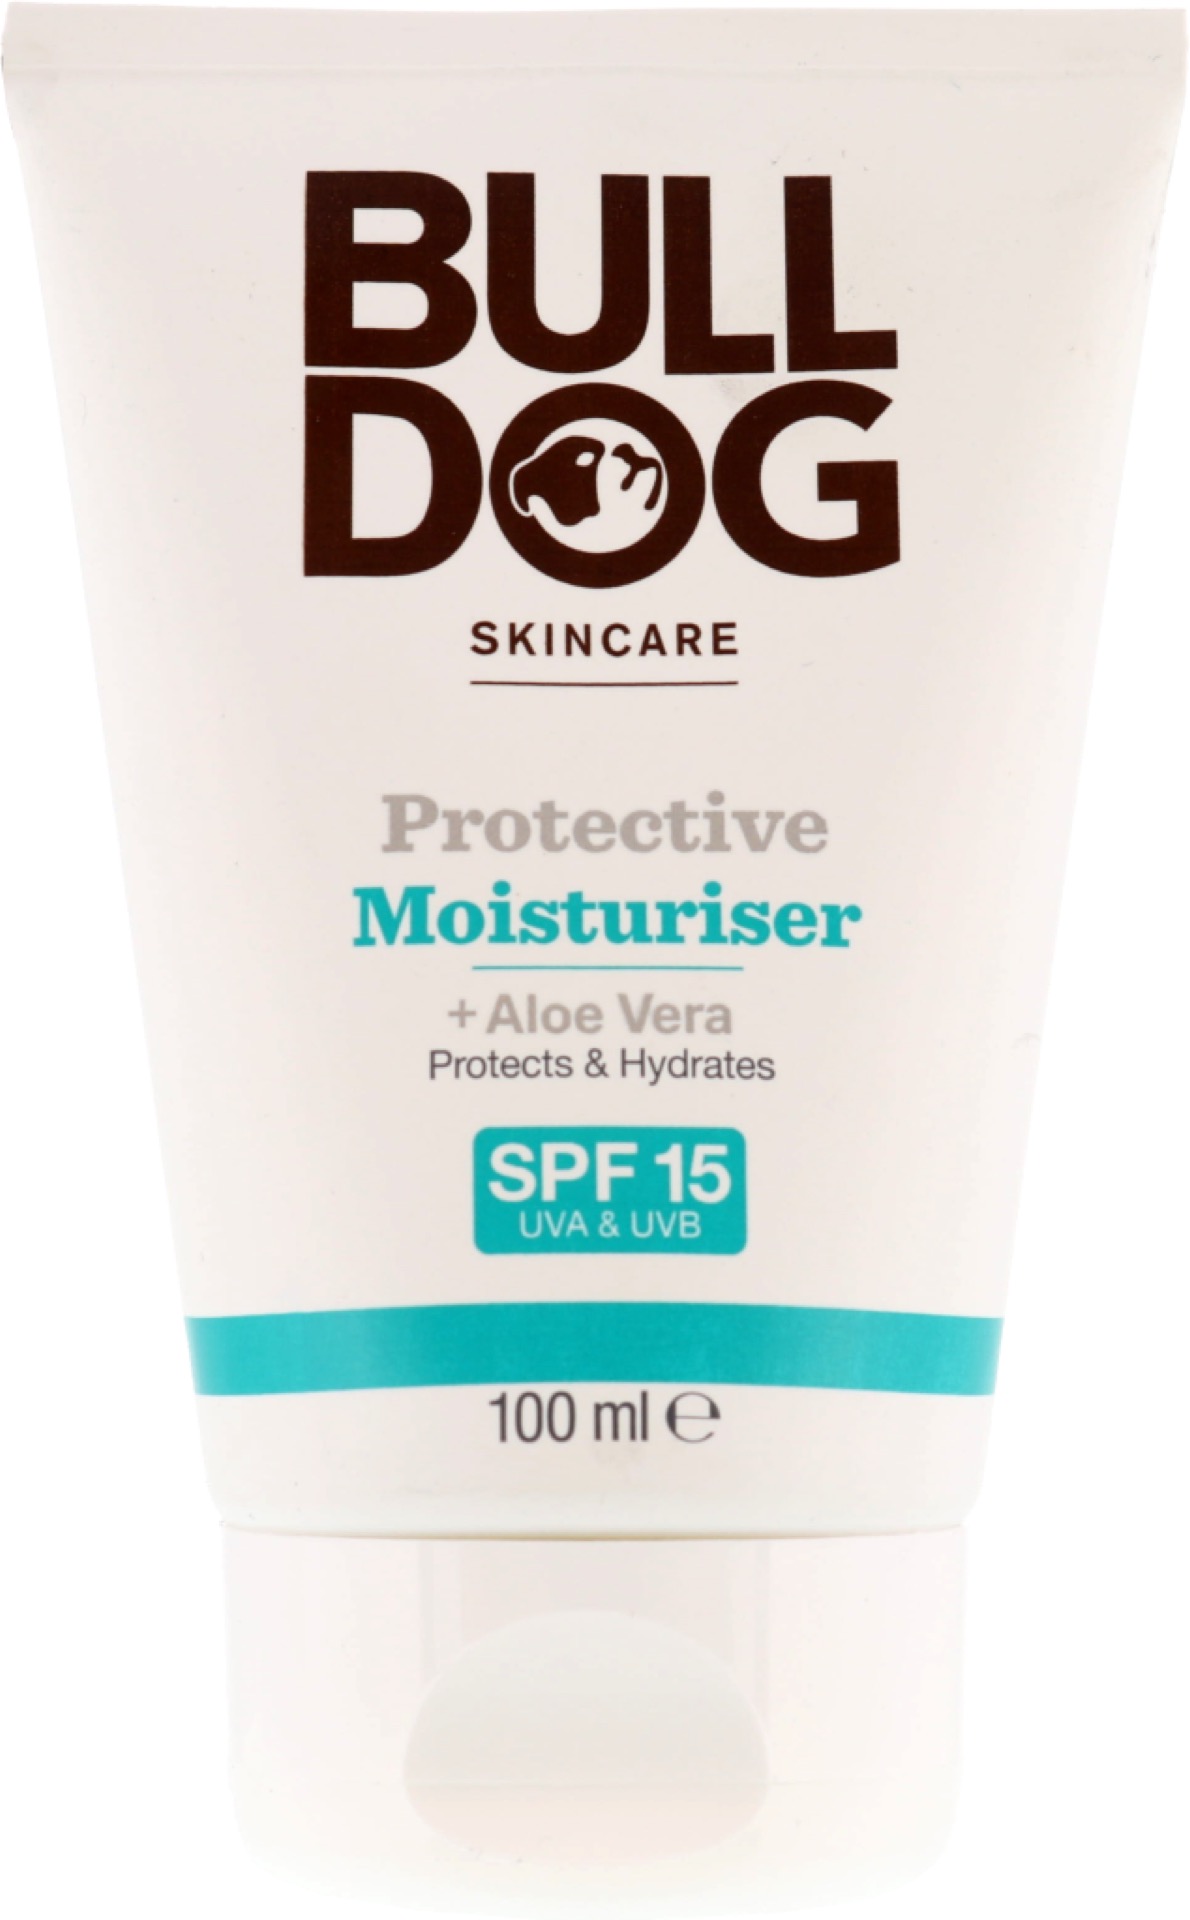 BULL
DOG
SKINCARE
Protective
Moisturiser
+ Aloe Vera
Protects & Hydrates
SPF 15
UVA & UVB
100 ml ℮